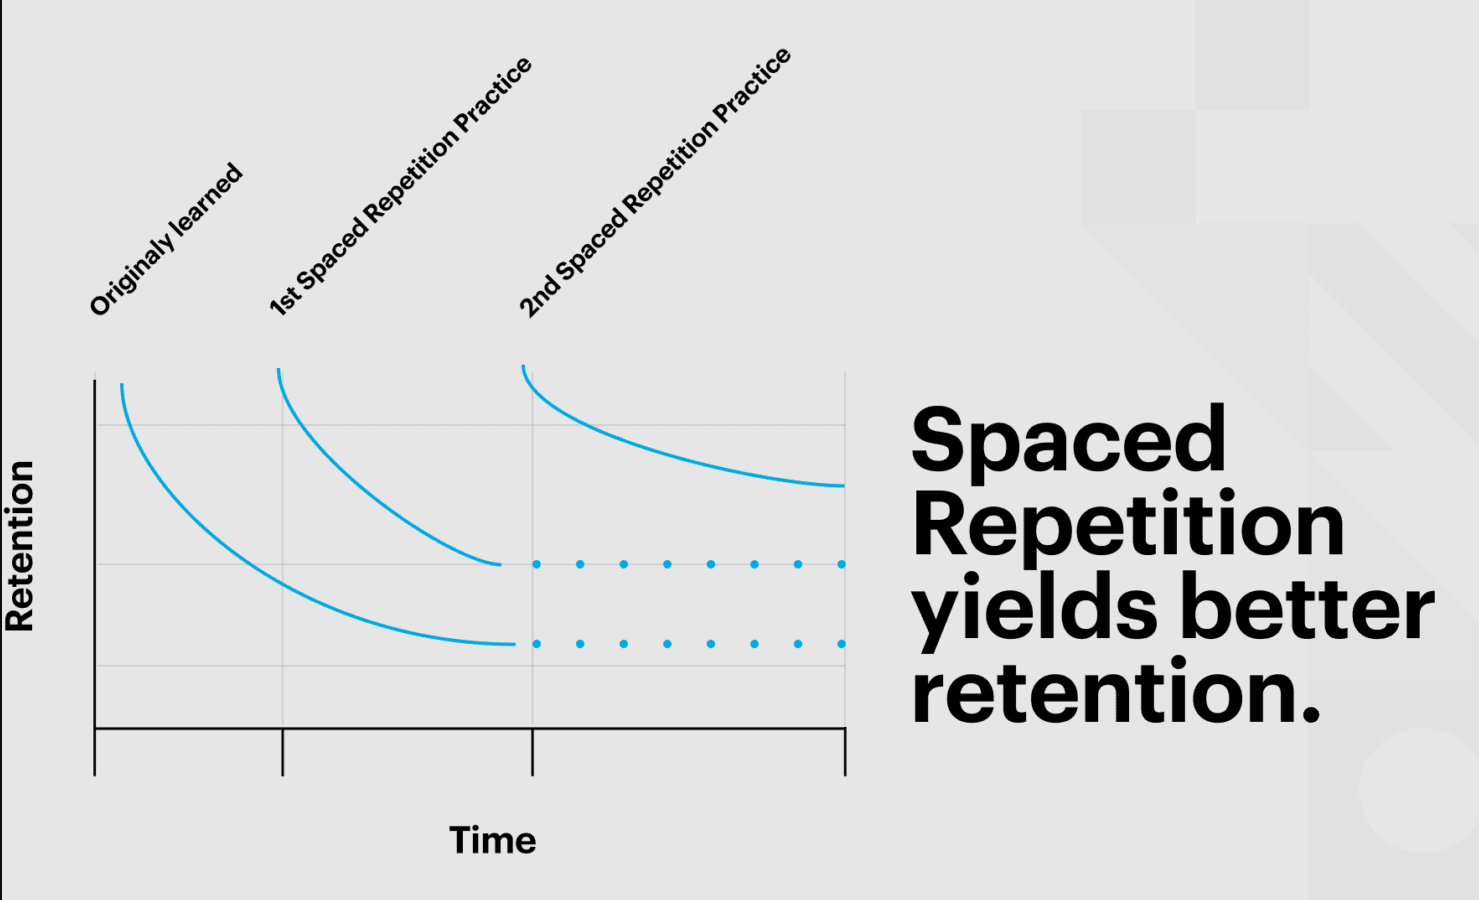 Originaly learned
1st Spaced Repetition Practice
2nd Spaced Repetition Practice
Retention
Time
Spaced
Repetition
yields better
retention.